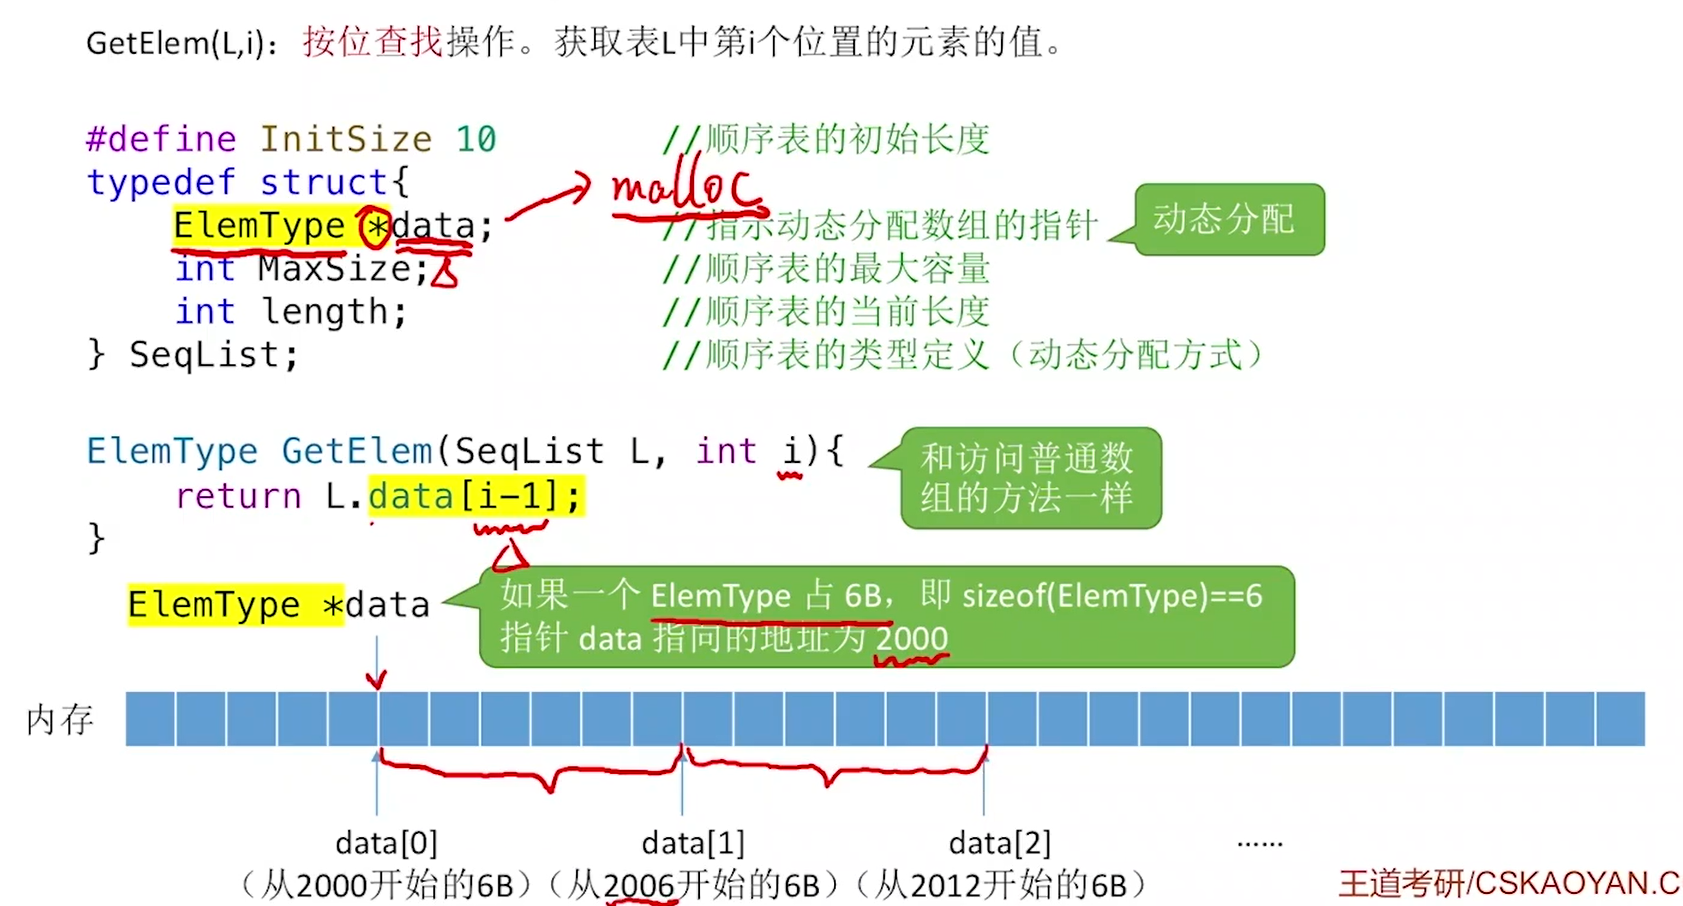 GetElem(L,i)：按位查找操作。获取表L中第i个位置的元素的值。
#define InitSize 10 //顺序表的初始长度
typedef struct{
malloc
ElemType *data; //指示动态分配数组的指针
动态分配
int MaxSize; //顺序表的最大容量
int length; //顺序表的当前长度
} SeqList; //顺序表的类型定义（动态分配方式）
ElemType GetElem(SeqList L, int i){
return L.data[i-1];
}
和访问普通数
组的方法一样
ElemType *data
如果一个 ElemType 占 6B，即 sizeof(ElemType)==6
指针 data 指向的地址为 2000
内存
data[0] data[1] data[2] ······
（从2000开始的6B）（从2006开始的6B）（从2012开始的6B）
王道考研/CSKAOYAN.C